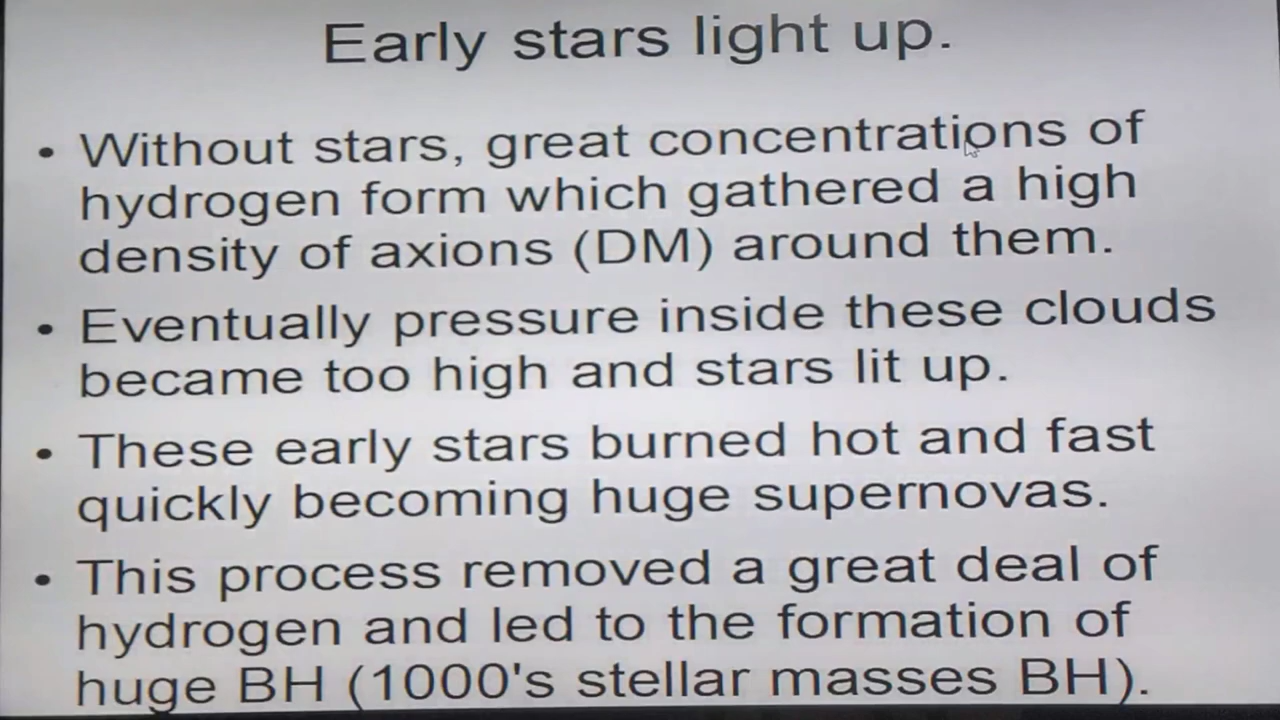 Early stars light up.
• Without stars, great concentrations of
hydrogen form which gathered a high
density of axions (DM) around them.
• Eventually pressure inside these clouds
became too high and stars lit up.
• These early stars burned hot and fast
quickly becoming huge supernovas.
• This process removed a great deal of
hydrogen and led to the formation of
huge BH (1000's stellar masses BH).